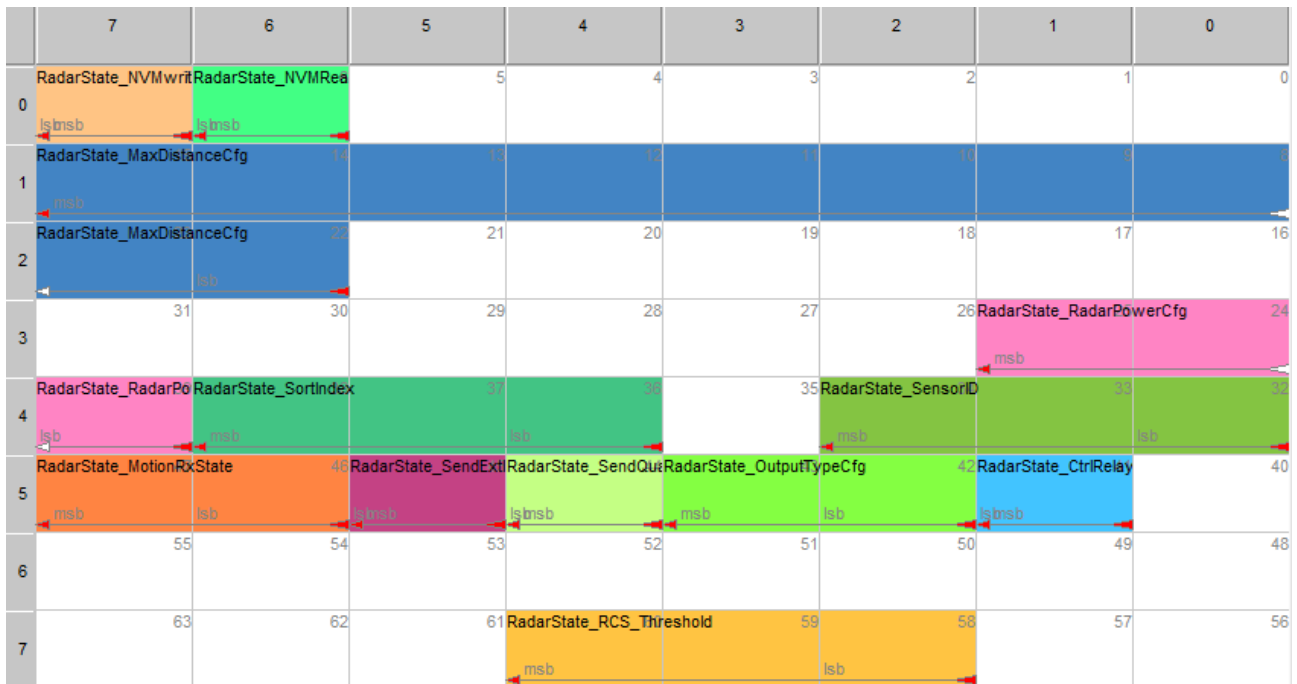 7 6 5 4 3 2 1 0
RadarState_NVMwrit RadarState_NVMRea 5 4 3 2 1 0
0
lsb msb lsb msb
RadarState_MaxDistanceCfg 14 13 12 11 10 9 8
1
msb
RadarState_MaxDistanceCfg 22 21 20 19 18 17 16
2
lsb
31 30 29 28 27 26 RadarState_RadarPowerCfg 24
3
msb
RadarState_RadarPo RadarState_SortIndex 37 36 35 RadarState_SensorID 33 32
4
lsb msb lsb msb lsb
RadarState_MotionRxState 46 RadarState_SendExtI RadarState_SendQua RadarState_OutputTypeCfg 42 RadarState_CtrlRelay 40
5
msb lsb lsb msb lsb msb msb lsb lsb msb
55 54 53 52 51 50 49 48
6
63 62 61 RadarState_RCS_Threshold 59 58 57 56
7
msb lsb